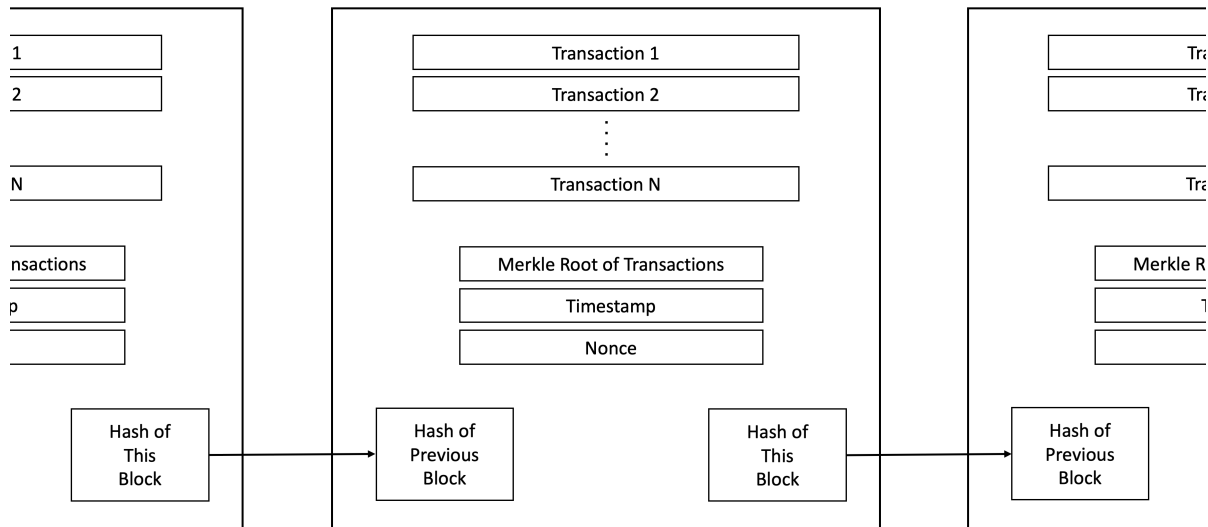 1
2
N
nsactions
p
Hash of
This
Block
Transaction 1
Transaction 2
Transaction N
Merkle Root of Transactions
Timestamp
Nonce
Hash of
Previous
Block
Hash of
This
Block
Tra
Tra
Tra
Merkle R
T
Hash of
Previous
Block